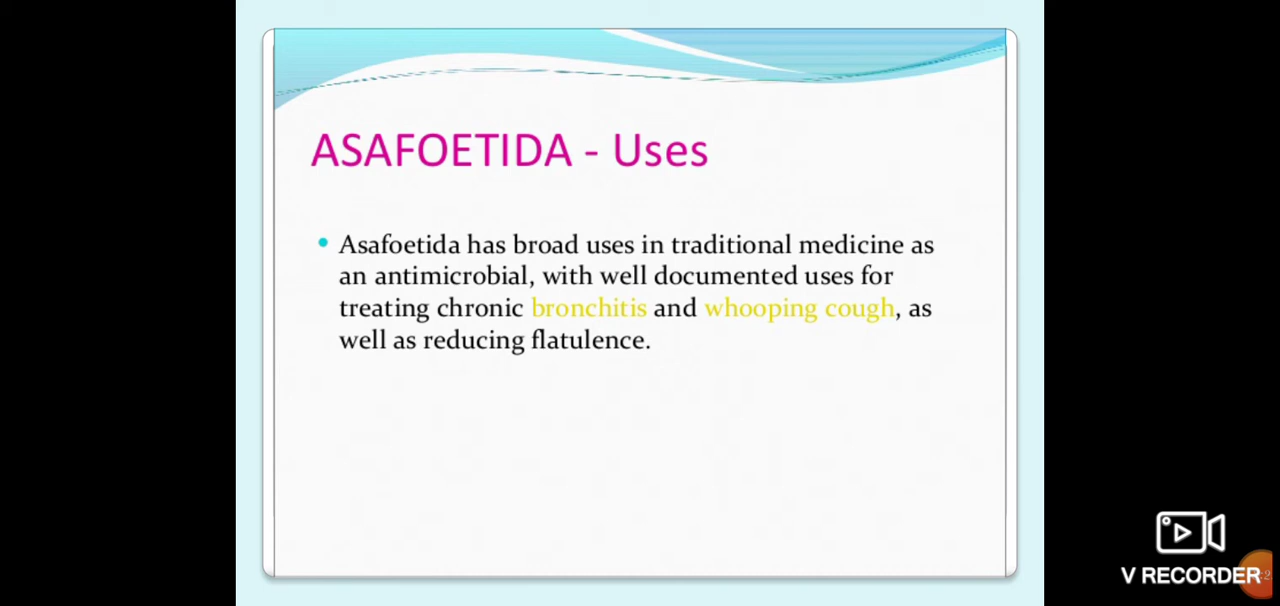 ASAFOETIDA - Uses
• Asafoetida has broad uses in traditional medicine as
an antimicrobial, with well documented uses for
treating chronic bronchitis and whooping cough, as
well as reducing flatulence.
V RECORDER